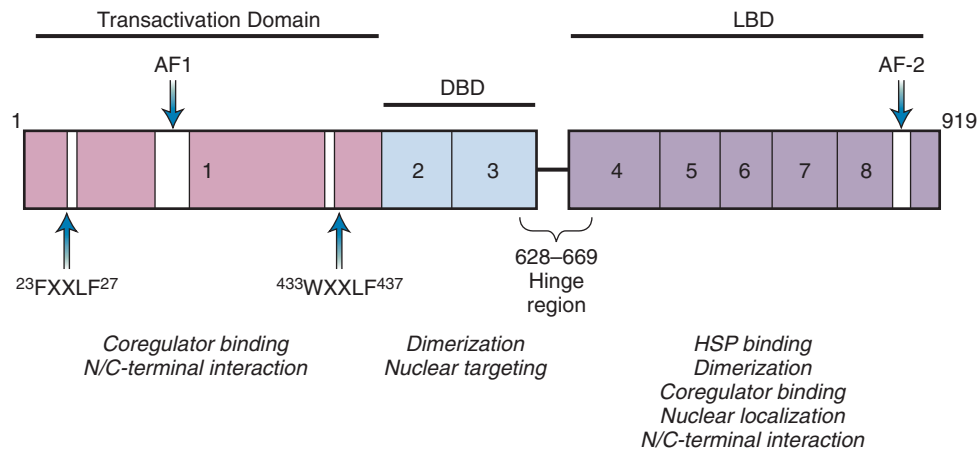 Transactivation Domain
LBD
AF1
AF-2
DBD
1
919
1
2
3
4
5
6
7
8
²³FXXLF²⁷
⁴³³WXXLF⁴³⁷
628–669
Hinge
region
Coregulator binding
N/C-terminal interaction
Dimerization
Nuclear targeting
HSP binding
Dimerization
Coregulator binding
Nuclear localization
N/C-terminal interaction